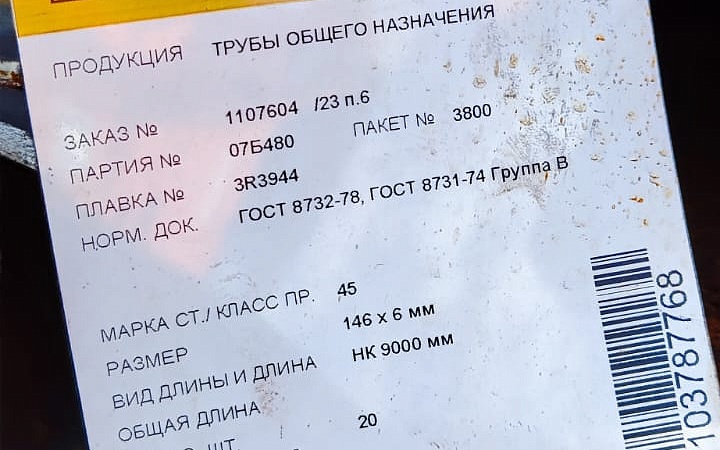 ПРОДУКЦИЯ ТРУБЫ ОБЩЕГО НАЗНАЧЕНИЯ
ЗАКАЗ № 1107604 /23 п.6
ПАРТИЯ № 07Б480 ПАКЕТ № 3800
ПЛАВКА № 3R3944
НОРМ. ДОК. ГОСТ 8732-78, ГОСТ 8731-74 Группа В
МАРКА СТ./ КЛАСС ПР. 45
РАЗМЕР 146 х 6 мм
ВИД ДЛИНЫ И ДЛИНА НК 9000 мм
ОБЩАЯ ДЛИНА
ШТ 20
103787768